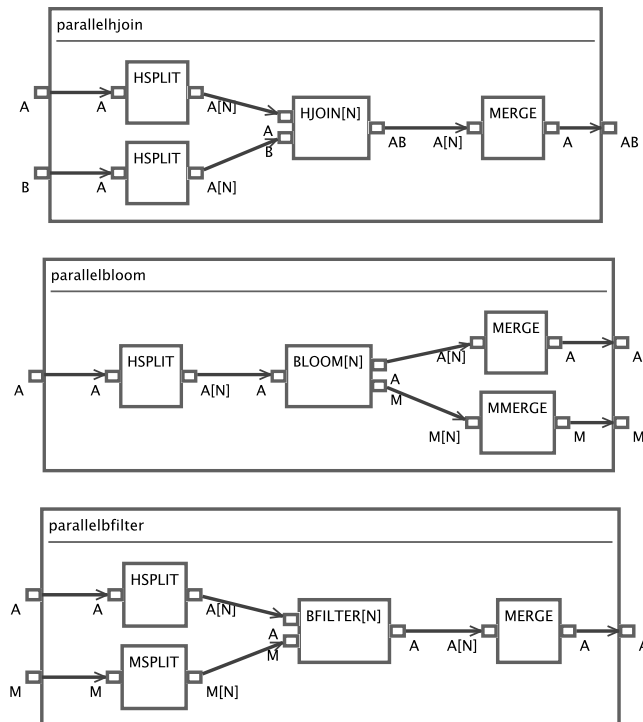 parallelhjoin
HSPLIT
A A A[N]
HJOIN[N] MERGE
A
B AB A[N] A AB
HSPLIT
B A A[N]
parallelbloom
MERGE
HSPLIT BLOOM[N]
A[N] A A
A A A[N] A A
M MMERGE
M[N] M M
parallelbfilter
HSPLIT
A A A[N]
BFILTER[N] MERGE
A
M A A[N] A A
MSPLIT
M M M[N]